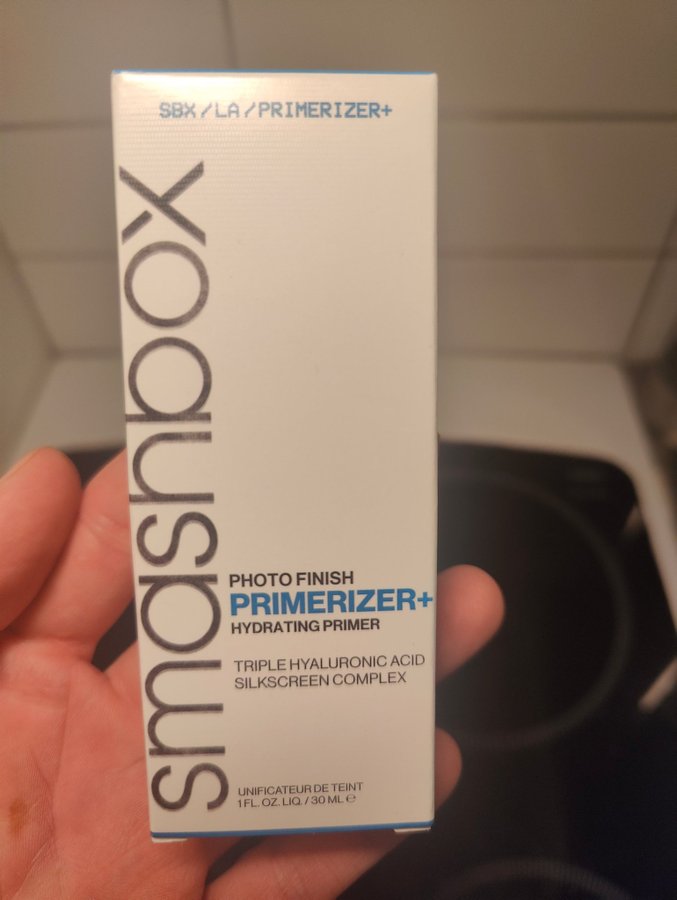 SBX/LA/PRIMERIZER+
smashbox
PHOTO FINISH
PRIMERIZER+
HYDRATING PRIMER
TRIPLE HYALURONIC ACID
SILKSCREEN COMPLEX
UNIFICATEUR DE TEINT
1 FL. OZ. LIQ. / 30 ML ℮